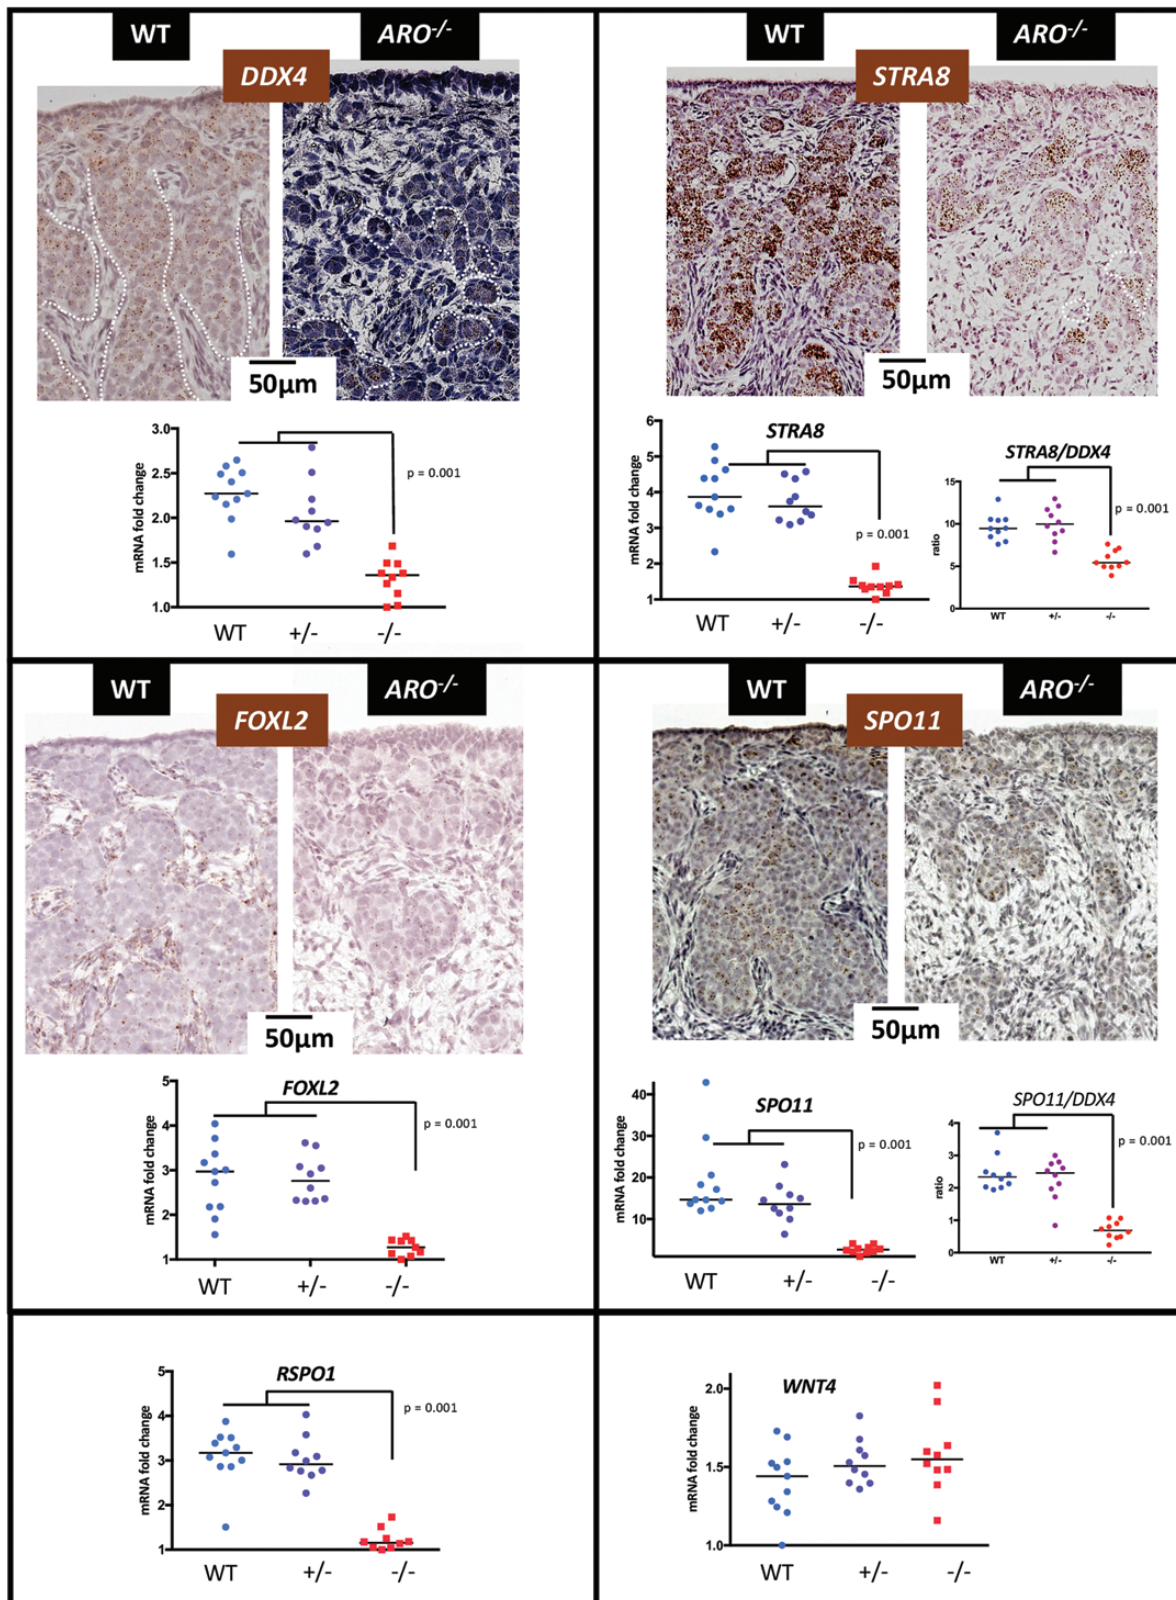 WT
ARO-/-
DDX4
50µm
3.0
2.5
2.0
1.5
1.0
mRNA fold change
p = 0.001
WT
+/-
-/-
WT
ARO-/-
STRA8
50µm
STRA8
6
5
4
3
2
1
mRNA fold change
p = 0.001
WT
+/-
-/-
STRA8/DDX4
15
10
5
0
ratio
p = 0.001
WT
+/-
-/-
WT
ARO-/-
FOXL2
50µm
FOXL2
5
4
3
2
1
mRNA fold change
p = 0.001
WT
+/-
-/-
WT
ARO-/-
SPO11
50µm
SPO11
40
30
20
10
mRNA fold change
p = 0.001
WT
+/-
-/-
SPO11/DDX4
4
3
2
1
0
ratio
p = 0.001
WT
+/-
-/-
RSPO1
5
4
3
2
1
mRNA fold change
p = 0.001
WT
+/-
-/-
WNT4
2.0
1.5
1.0
mRNA fold change
WT
+/-
-/-